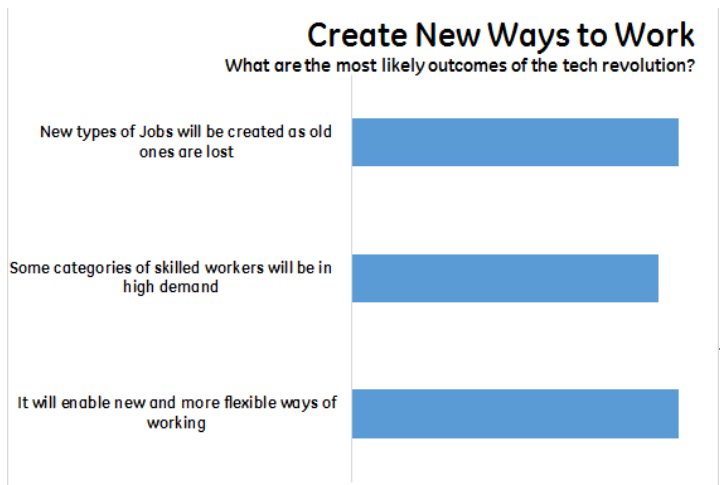 Create New Ways to Work
What are the most likely outcomes of the tech revolution?
New types of Jobs will be created as old
ones are lost
Some categories of skilled workers will be in
high demand
It will enable new and more flexible ways of
working